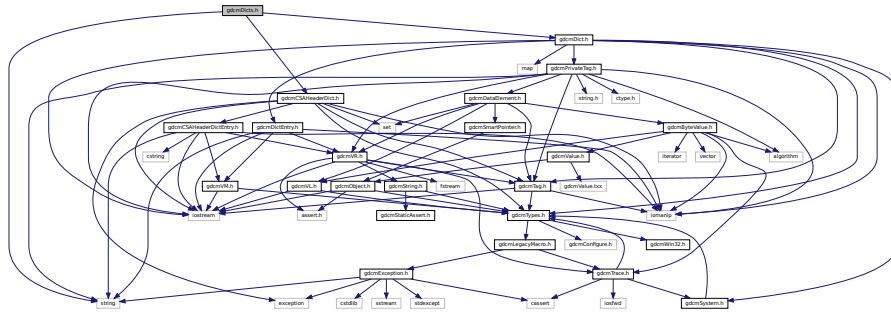 gdcmDicts.h
gdcmDict.h
map
gdcmPrivateTag.h
gdcmCSAHeaderDict.h
gdcmDataElement.h
string.h
ctype.h
gdcmCSAHeaderDictEntry.h
gdcmDictEntry.h
set
gdcmSmartPointer.h
gdcmByteValue.h
cstring
gdcmVR.h
gdcmValue.h
iterator
vector
algorithm
gdcmVM.h
gdcmVL.h
gdcmObject.h
gdcmString.h
fstream
gdcmTag.h
gdcmValue.txx
iostream
assert.h
gdcmStaticAssert.h
gdcmTypes.h
iomanip
gdcmLegacyMacro.h
gdcmConfigure.h
gdcmWin32.h
gdcmException.h
gdcmTrace.h
string
exception
cstdlib
sstream
stdexcept
cassert
iosfwd
gdcmSystem.h